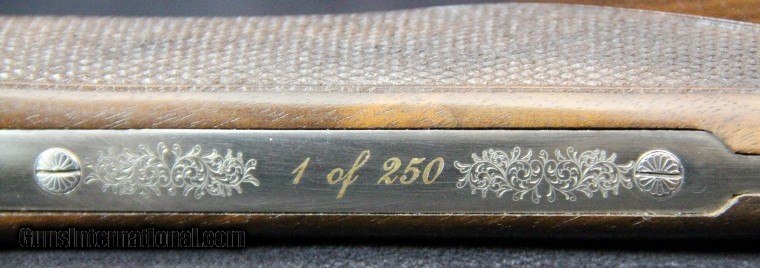 1 of 250
GunsInternational.com